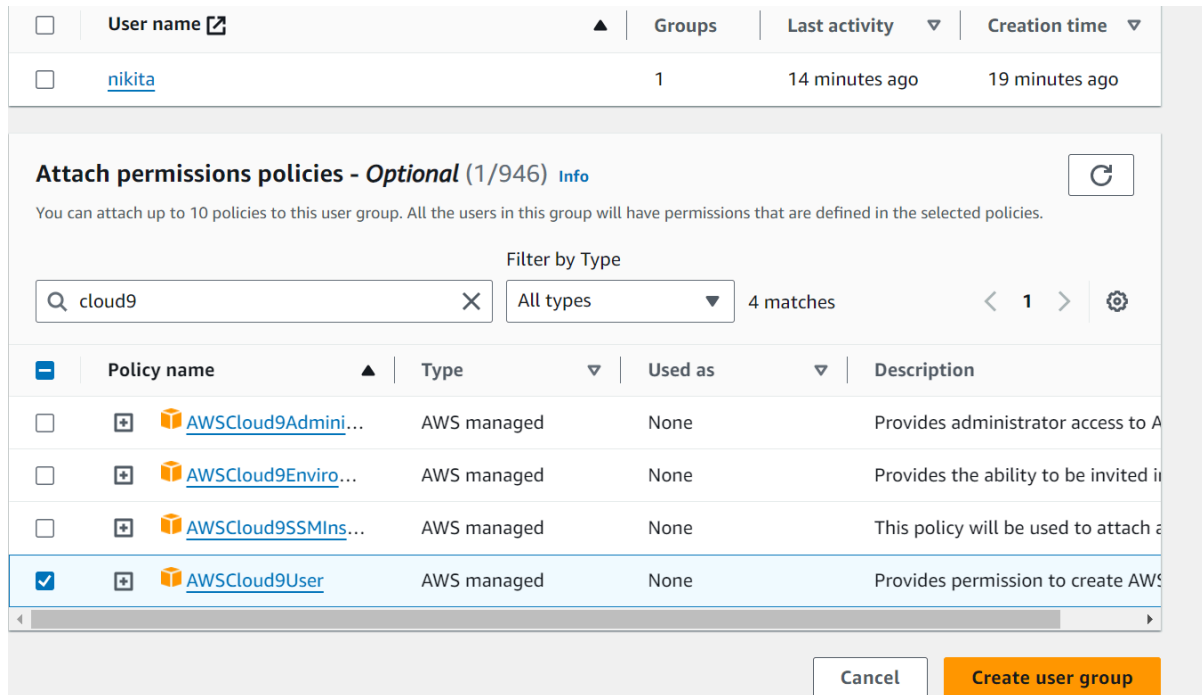 User name Groups Last activity Creation time
nikita 1 14 minutes ago 19 minutes ago
Attach permissions policies - Optional (1/946) Info
You can attach up to 10 policies to this user group. All the users in this group will have permissions that are defined in the selected policies.
Filter by Type
cloud9 All types 4 matches 1
Policy name Type Used as Description
AWSCloud9Admini... AWS managed None Provides administrator access to A
AWSCloud9Enviro... AWS managed None Provides the ability to be invited i
AWSCloud9SSMIns... AWS managed None This policy will be used to attach a
AWSCloud9User AWS managed None Provides permission to create AWS
Cancel Create user group